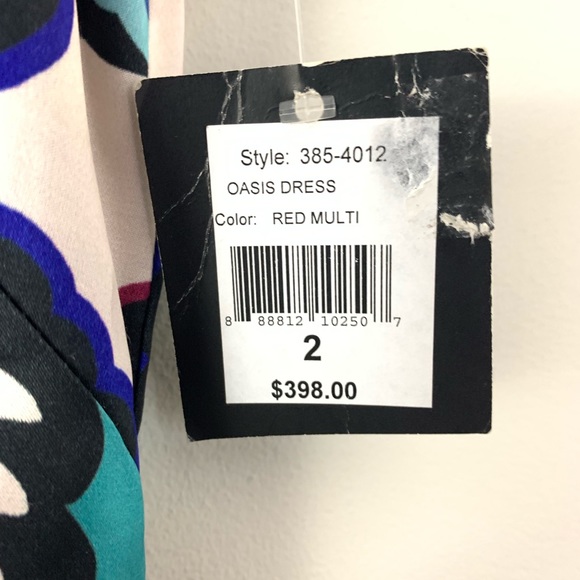 Style: 385-4012
OASIS DRESS
Color: RED MULTI
8 88812 10250 7
2
$398.00